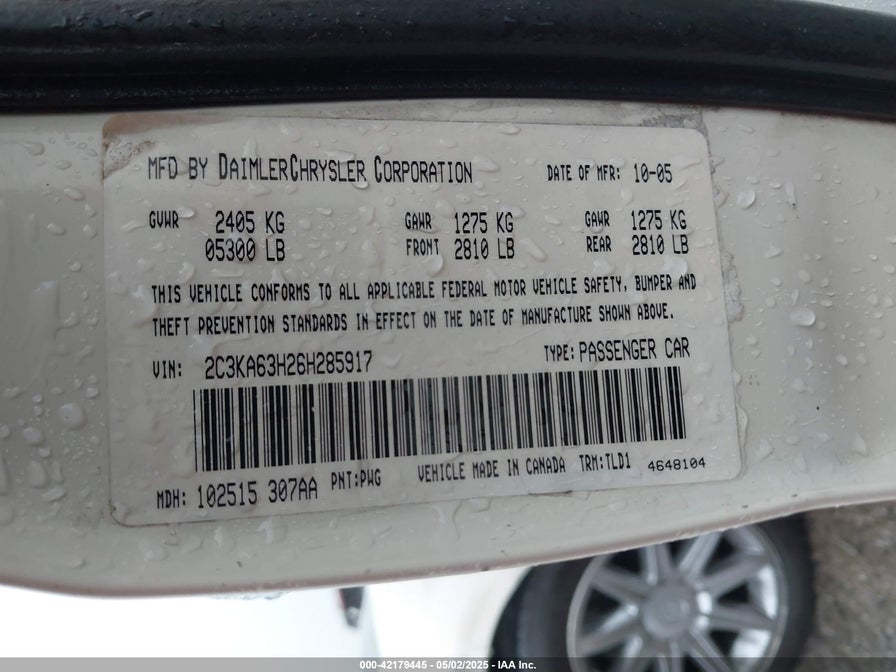 MFD BY DAIMLERCHRYSLER CORPORATION DATE OF MFR: 10-05
GVWR 2405 KG GAWR 1275 KG GAWR 1275 KG
05300 LB FRONT 2810 LB REAR 2810 LB
THIS VEHICLE CONFORMS TO ALL APPLICABLE FEDERAL MOTOR VEHICLE SAFETY, BUMPER AND
THEFT PREVENTION STANDARDS IN EFFECT ON THE DATE OF MANUFACTURE SHOWN ABOVE.
VIN: 2C3KA63H26H285917 TYPE: PASSENGER CAR
MDH: 102515 307AA PNT:PWG VEHICLE MADE IN CANADA TRM:TLD1 4648104
000-42179445 - 05/02/2025 - IAA Inc.